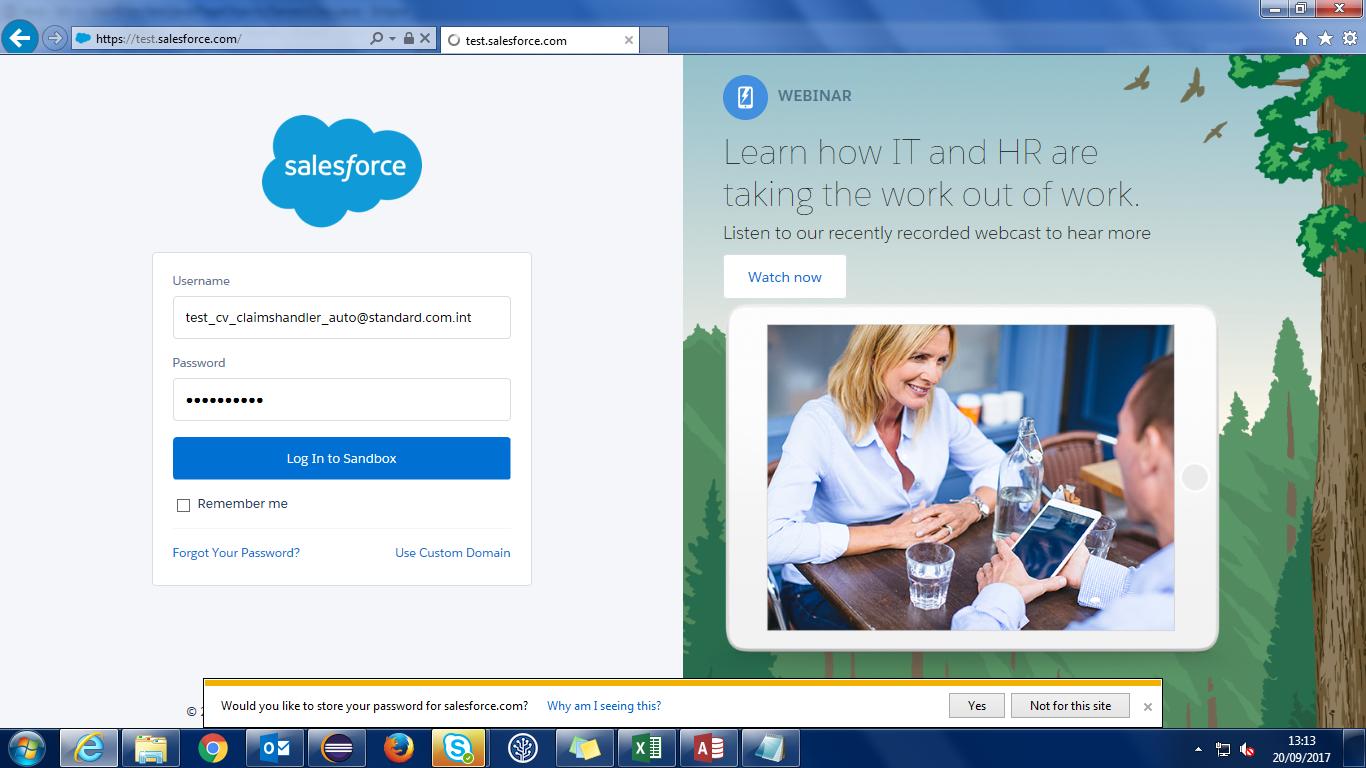 https://test.salesforce.com/
test.salesforce.com
salesforce
Username
test_cv_claimshandler_auto@standard.com.int
Password
Log In to Sandbox
Remember me
Forgot Your Password?
Use Custom Domain
WEBINAR
Learn how IT and HR are
taking the work out of work.
Listen to our recently recorded webcast to hear more
Watch now
© 2
Would you like to store your password for salesforce.com?
Why am I seeing this?
Yes
Not for this site
13:13
20/09/2017